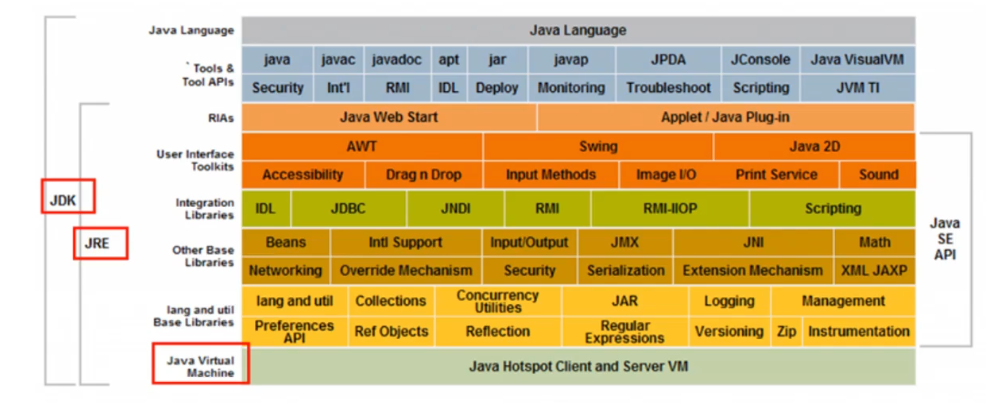 Java Language Java Language
` Tools & Tool APIs
java javac javadoc apt jar javap JPDA JConsole Java VisualVM
Security Int'l RMI IDL Deploy Monitoring Troubleshoot Scripting JVM TI
RIAs Java Web Start Applet / Java Plug-in
User Interface Toolkits
AWT Swing Java 2D
Accessibility Drag n Drop Input Methods Image I/O Print Service Sound
JDK
Integration Libraries
IDL JDBC JNDI RMI RMI-IIOP Scripting
Java SE API
JRE
Other Base Libraries
Beans Intl Support Input/Output JMX JNI Math
Networking Override Mechanism Security Serialization Extension Mechanism XML JAXP
lang and util Base Libraries
lang and util Collections Concurrency Utilities JAR Logging Management
Preferences API Ref Objects Reflection Regular Expressions Versioning Zip Instrumentation
Java Virtual Machine
Java Hotspot Client and Server VM